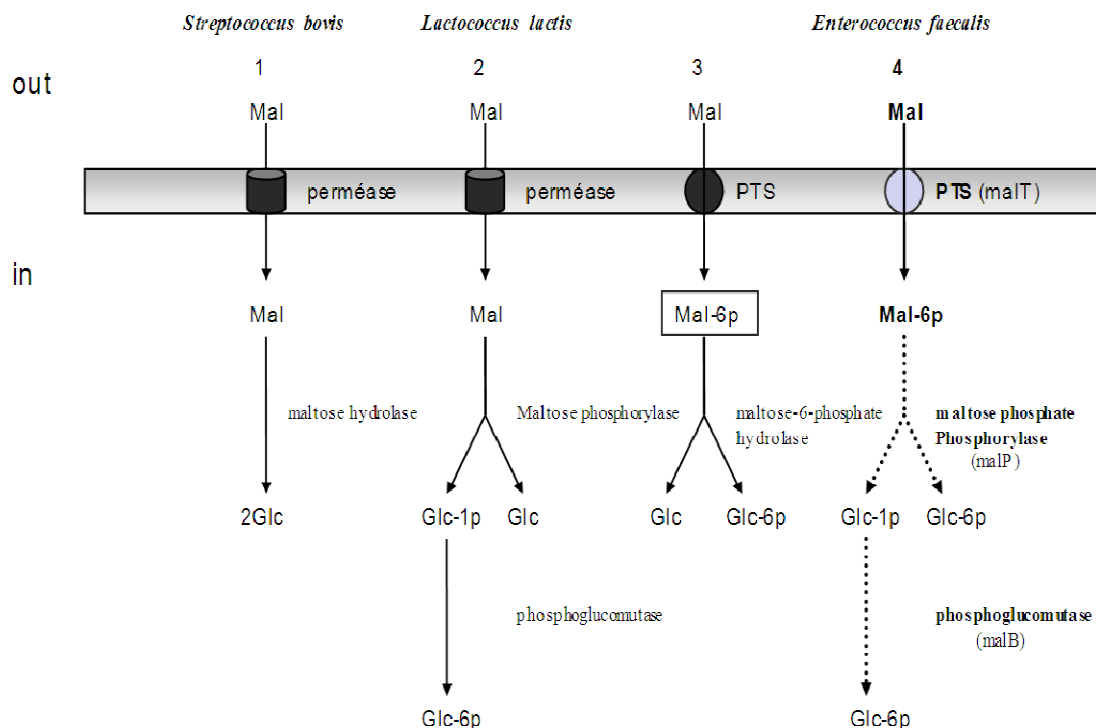 Streptococcus bovis Lactococcus lactis Enterococcus faecalis
1 2 3 4
out
Mal Mal Mal Mal
perméase perméase PTS PTS (malT)
in
Mal Mal Mal-6p Mal-6p
maltose hydrolase Maltose phosphorylase maltose-6-phosphate hydrolase maltose phosphate Phosphorylase (malP)
2Glc Glc-1p Glc Glc Glc-6p Glc-1p Glc-6p
phosphoglucomutase phosphoglucomutase
(malB)
Glc-6p Glc-6p